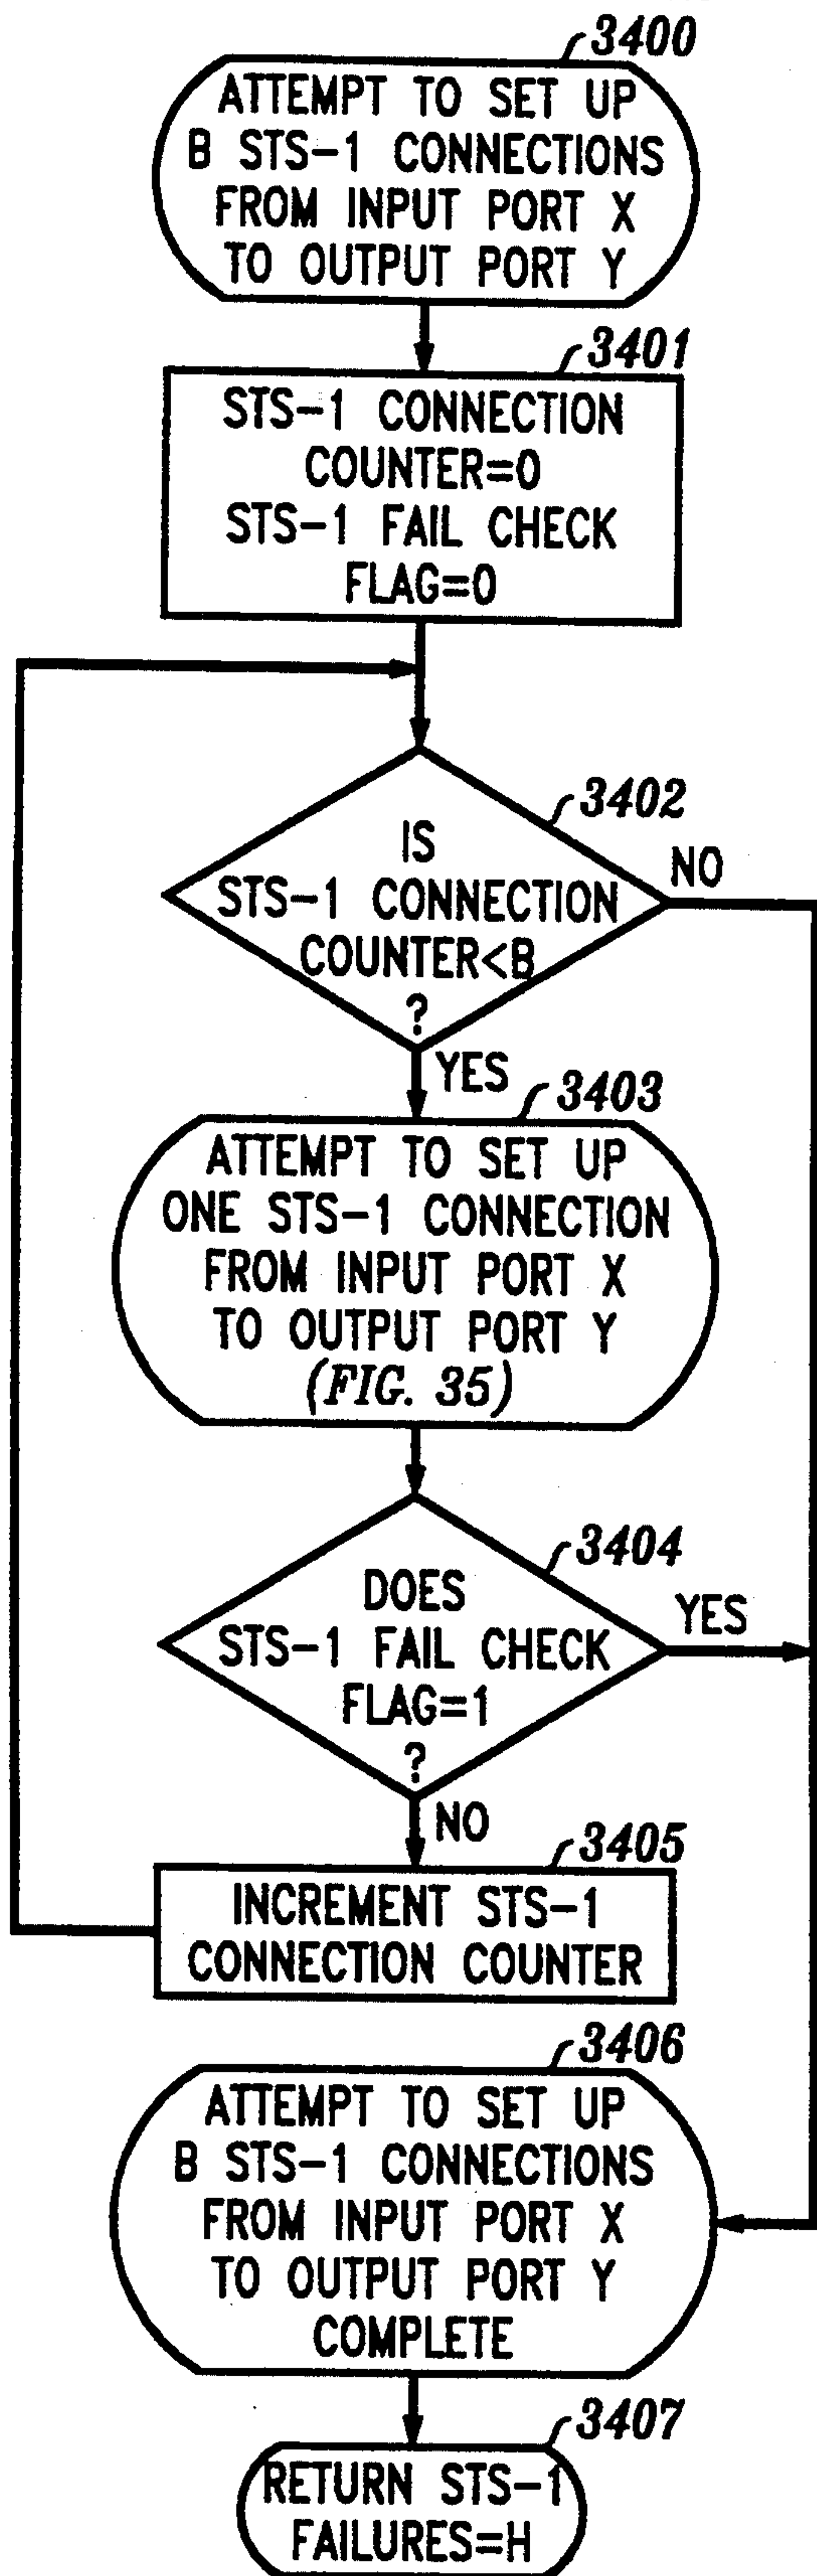 3400
ATTEMPT TO SET UP
B STS-1 CONNECTIONS
FROM INPUT PORT X
TO OUTPUT PORT Y
3401
STS-1 CONNECTION
COUNTER=0
STS-1 FAIL CHECK
FLAG=0
3402
IS
STS-1 CONNECTION
COUNTER<B
?
NO
YES
3403
ATTEMPT TO SET UP
ONE STS-1 CONNECTION
FROM INPUT PORT X
TO OUTPUT PORT Y
(FIG. 35)
3404
DOES
STS-1 FAIL CHECK
FLAG=1
?
YES
NO
3405
INCREMENT STS-1
CONNECTION COUNTER
3406
ATTEMPT TO SET UP
B STS-1 CONNECTIONS
FROM INPUT PORT X
TO OUTPUT PORT Y
COMPLETE
3407
RETURN STS-1
FAILURES=H